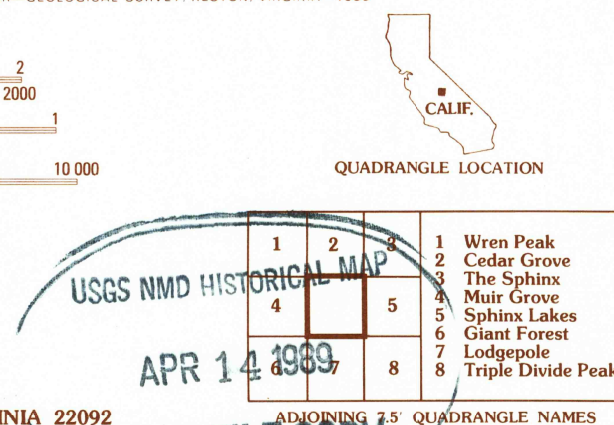 2
2000
1
10 000
CALIF.
QUADRANGLE LOCATION
1 2 3
4 5
6 7 8
1 Wren Peak
2 Cedar Grove
3 The Sphinx
4 Muir Grove
5 Sphinx Lakes
6 Giant Forest
7 Lodgepole
8 Triple Divide Peak
USGS NMD HISTORICAL MAP
APR 14 1989
INIA 22092
ADJOINING 7.5' QUADRANGLE NAMES